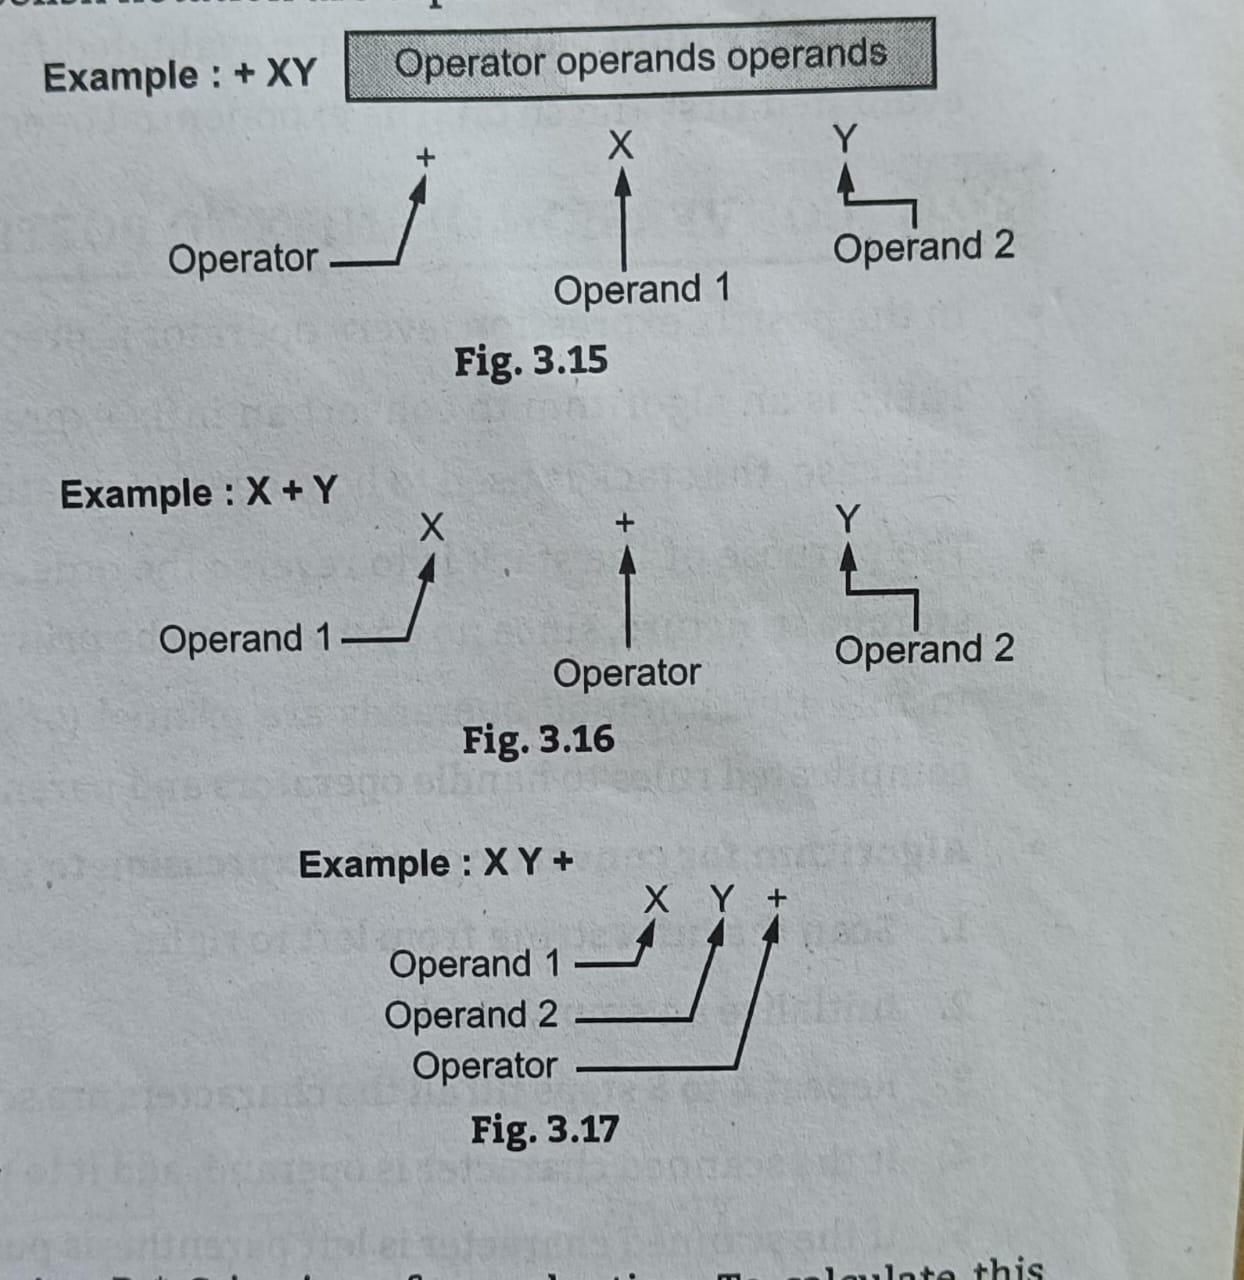 Example : + XY Operator operands operands
+ X Y
Operator Operand 1 Operand 2
Fig. 3.15
Example : X + Y
X + Y
Operand 1 Operator Operand 2
Fig. 3.16
Example : X Y +
X Y +
Operand 1
Operand 2
Operator
Fig. 3.17
this